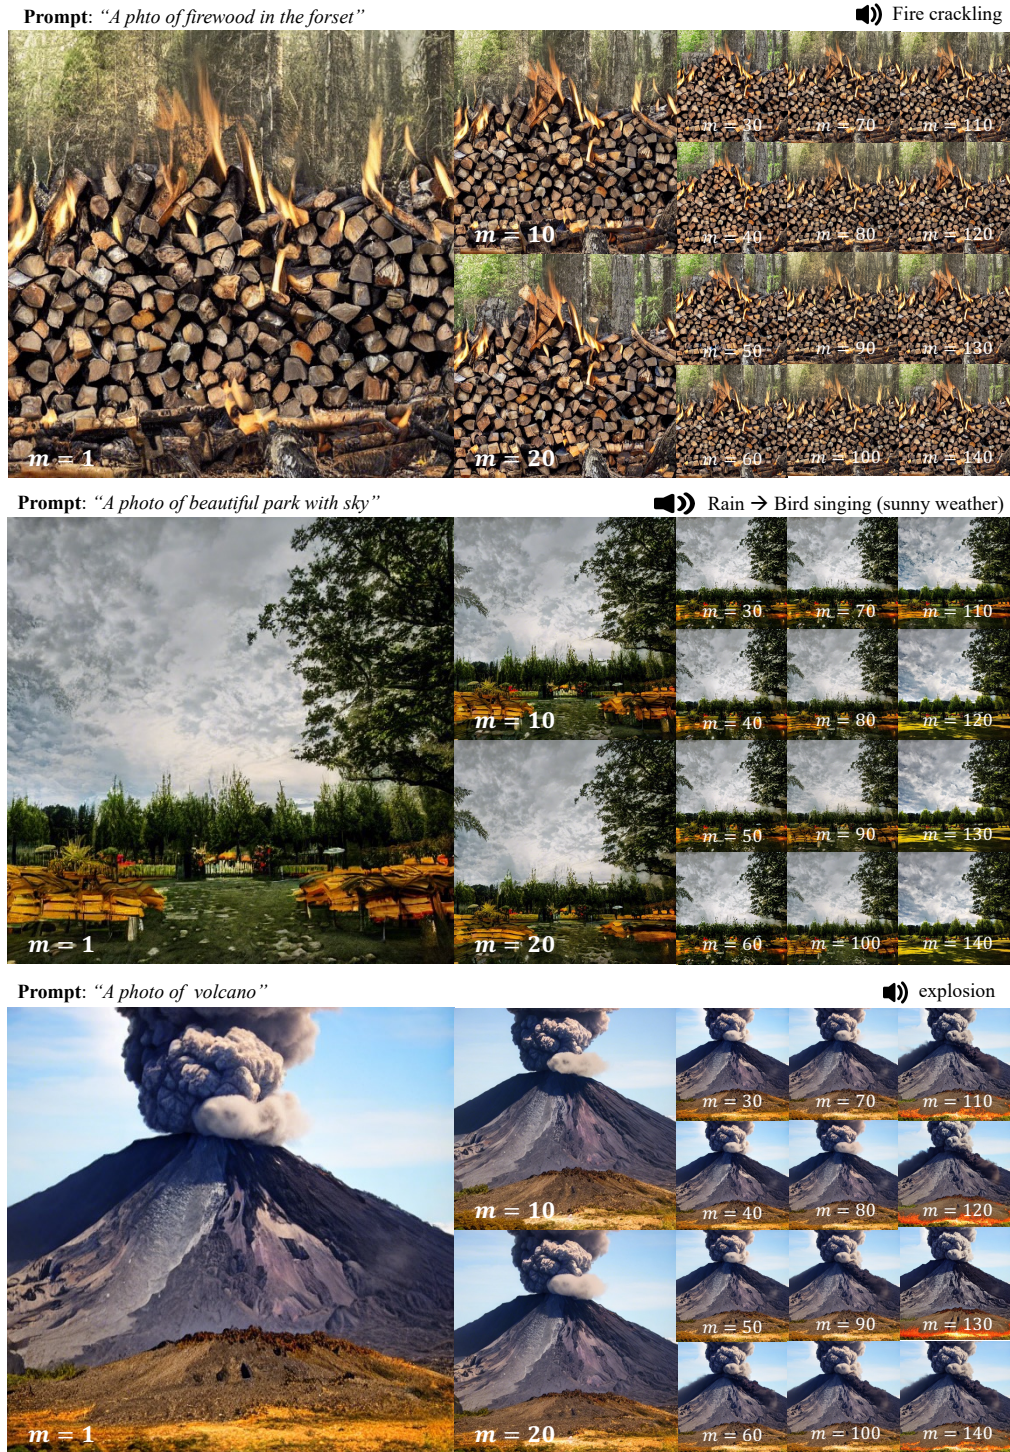 Prompt: “A phto of firewood in the forset”
Fire crackling
m = 1
m = 10
m = 20
m = 30
m = 70
m = 110
m = 40
m = 80
m = 120
m = 50
m = 90
m = 130
m = 60
m = 100
m = 140
Prompt: “A photo of beautiful park with sky”
Rain → Bird singing (sunny weather)
m = 1
m = 10
m = 20
m = 30
m = 70
m = 110
m = 40
m = 80
m = 120
m = 50
m = 90
m = 130
m = 60
m = 100
m = 140
Prompt: “A photo of volcano”
explosion
m = 1
m = 10
m = 20
m = 30
m = 70
m = 110
m = 40
m = 80
m = 120
m = 50
m = 90
m = 130
m = 60
m = 100
m = 140